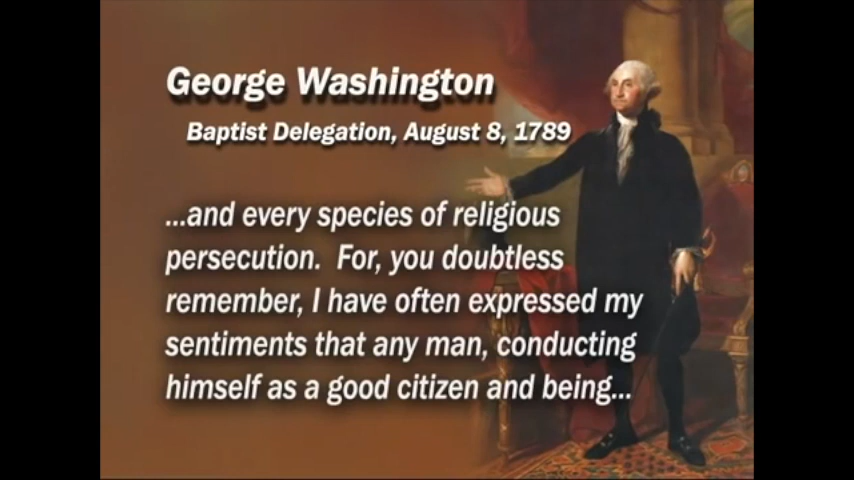 George Washington
Baptist Delegation, August 8, 1789
...and every species of religious
persecution. For, you doubtless
remember, I have often expressed my
sentiments that any man, conducting
himself as a good citizen and being...